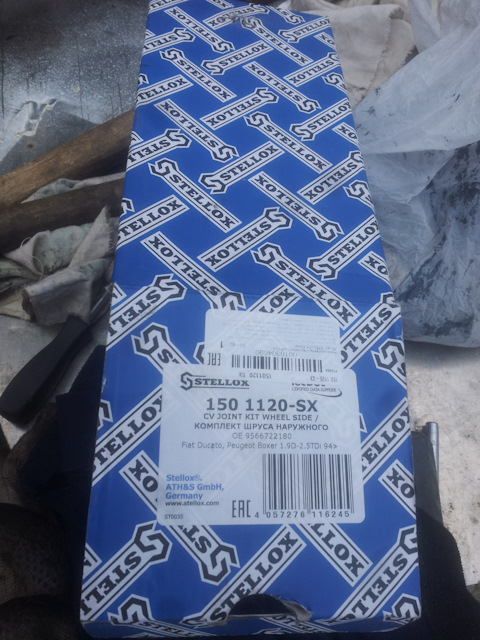 STELLOX
150 1120-SX
CV JOINT KIT WHEEL SIDE /
КОМПЛЕКТ ШРУСА НАРУЖНОГО
OE 9566722180
Fiat Ducato, Peugeot Boxer 1.9D-2.5TDi 94>
Stellox®.
ATH&S GmbH,
Germany
www.stellox.com
EAC
4 057276 116245